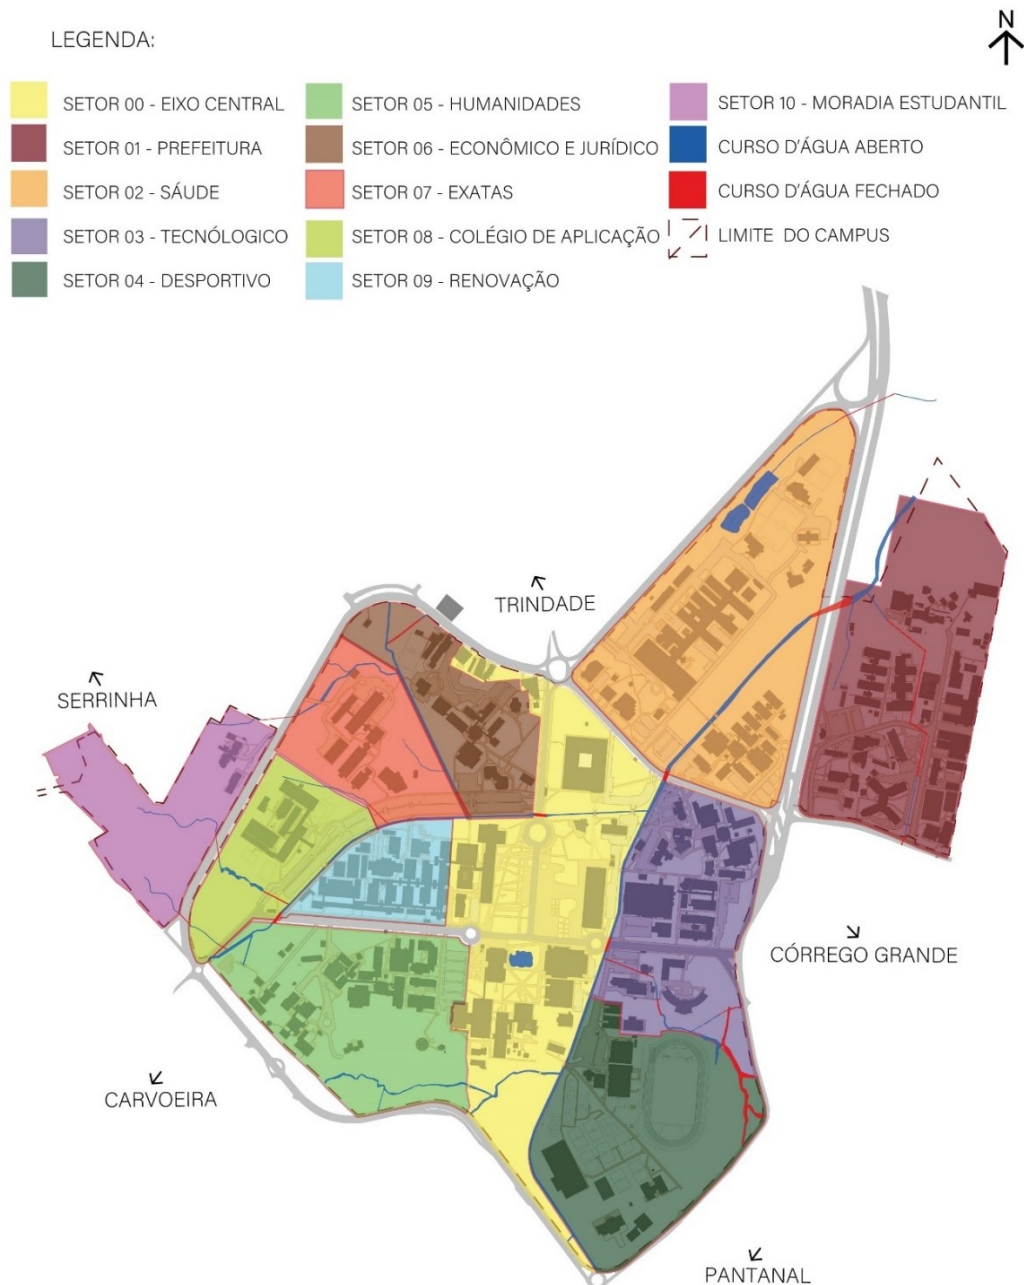 N
LEGENDA:
SETOR 00 - EIXO CENTRAL
SETOR 01 - PREFEITURA
SETOR 02 - SÁUDE
SETOR 03 - TECNÓLOGICO
SETOR 04 - DESPORTIVO
SETOR 05 - HUMANIDADES
SETOR 06 - ECONÔMICO E JURÍDICO
SETOR 07 - EXATAS
SETOR 08 - COLÉGIO DE APLICAÇÃO
SETOR 09 - RENOVAÇÃO
SETOR 10 - MORADIA ESTUDANTIL
CURSO D'ÁGUA ABERTO
CURSO D'ÁGUA FECHADO
LIMITE DO CAMPUS
TRINDADE
SERRINHA
CÓRREGO GRANDE
CARVOEIRA
PANTANAL